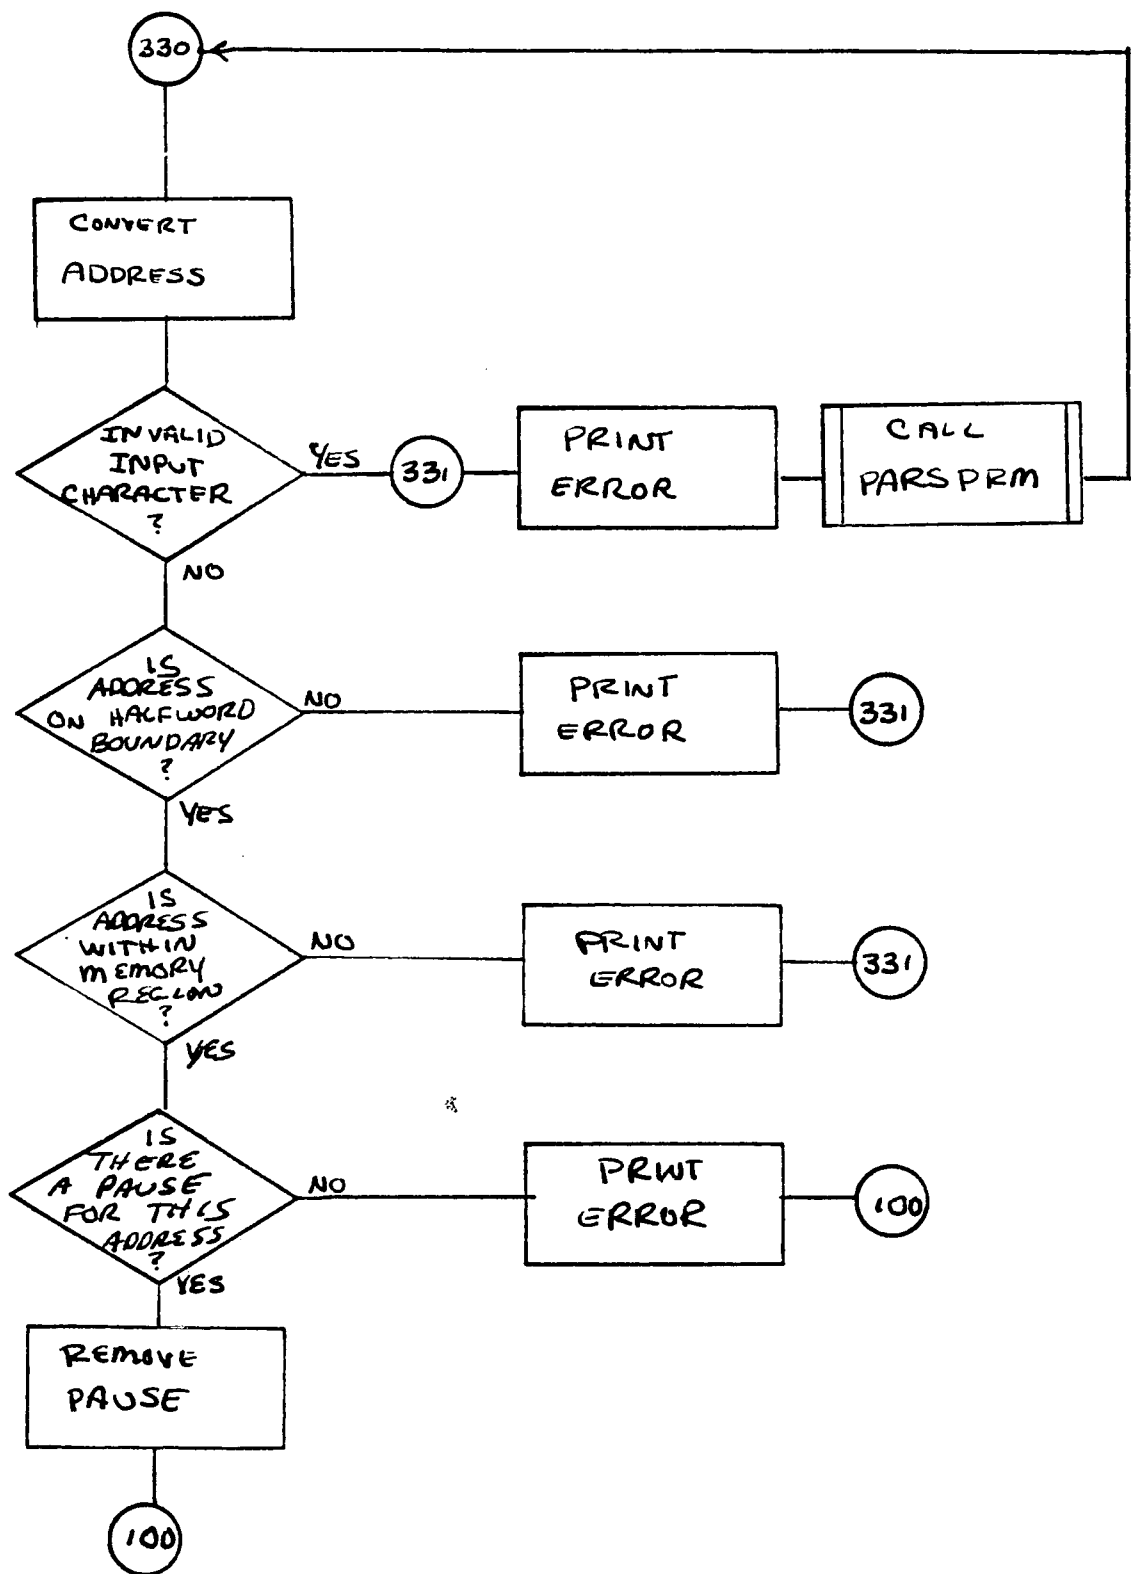 330
CONVERT
ADDRESS
INVALID
INPUT
CHARACTER
?
YES
331
PRINT
ERROR
CALL
PARSPRM
NO
IS
ADDRESS
ON HALFWORD
BOUNDARY
?
NO
PRINT
ERROR
331
YES
IS
ADDRESS
WITHIN
MEMORY
REGION
?
NO
PRINT
ERROR
331
YES
IS
THERE
A PAUSE
FOR THIS
ADDRESS
?
NO
PRINT
ERROR
100
YES
REMOVE
PAUSE
100